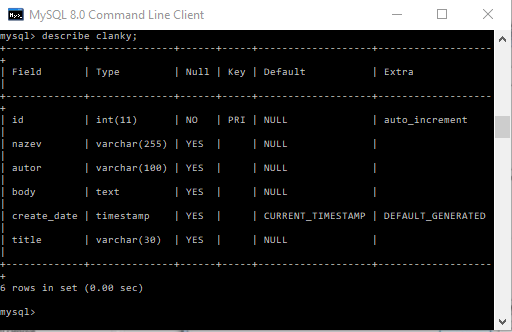 MySQL 8.0 Command Line Client
mysql> describe clanky;
+-------------+--------------+------+-----+-------------------+-------------------
+
| Field       | Type         | Null | Key | Default           | Extra
|
+-------------+--------------+------+-----+-------------------+-------------------
+
| id          | int(11)      | NO   | PRI | NULL              | auto_increment
|
| nazev       | varchar(255) | YES  |     | NULL              |
|
| autor       | varchar(100) | YES  |     | NULL              |
|
| body        | text         | YES  |     | NULL              |
|
| create_date | timestamp    | YES  |     | CURRENT_TIMESTAMP | DEFAULT_GENERATED
|
| title       | varchar(30)  | YES  |     | NULL              |
|
+-------------+--------------+------+-----+-------------------+-------------------
+
6 rows in set (0.00 sec)
mysql>